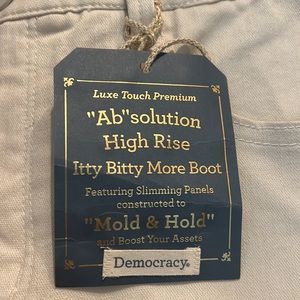 Luxe Touch Premium
"Ab"solution
High Rise
Itty Bitty More Boot
Featuring Slimming Panels
constructed to
"Mold & Hold"
and Boost Your Assets
Democracy®